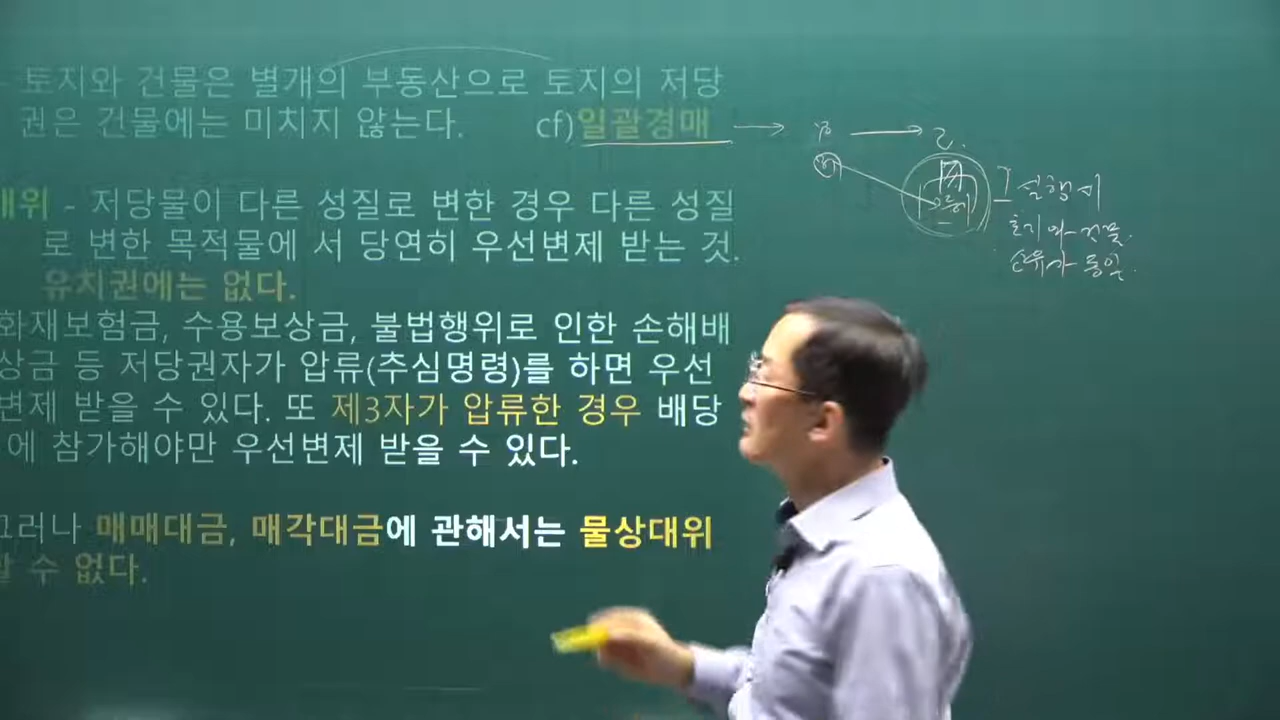 토지와 건물은 별개의 부동산으로 토지의 저당
권은 건물에는 미치지 않는다. cf)일괄경매
대위 - 저당물이 다른 성질로 변한 경우 다른 성질
로 변한 목적물에 서 당연히 우선변제 받는 것.
유치권에는 없다.
화재보험금, 수용보상금, 불법행위로 인한 손해배
상금 등 저당권자가 압류(추심명령)를 하면 우선
변제 받을 수 있다. 또 제3자가 압류한 경우 배당
에 참가해야만 우선변제 받을 수 있다.
그러나 매매대금, 매각대금에 관해서는 물상대위
할 수 없다.
실행시
토지와 건물
소유자 동일.